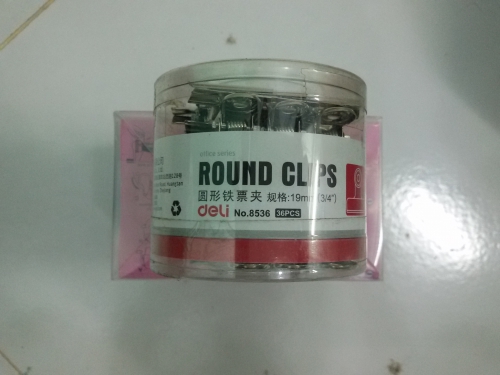 office series
ROUND CLIPS
圆形铁票夹 规格:19mm (3/4")
deli No.8536 36PCS